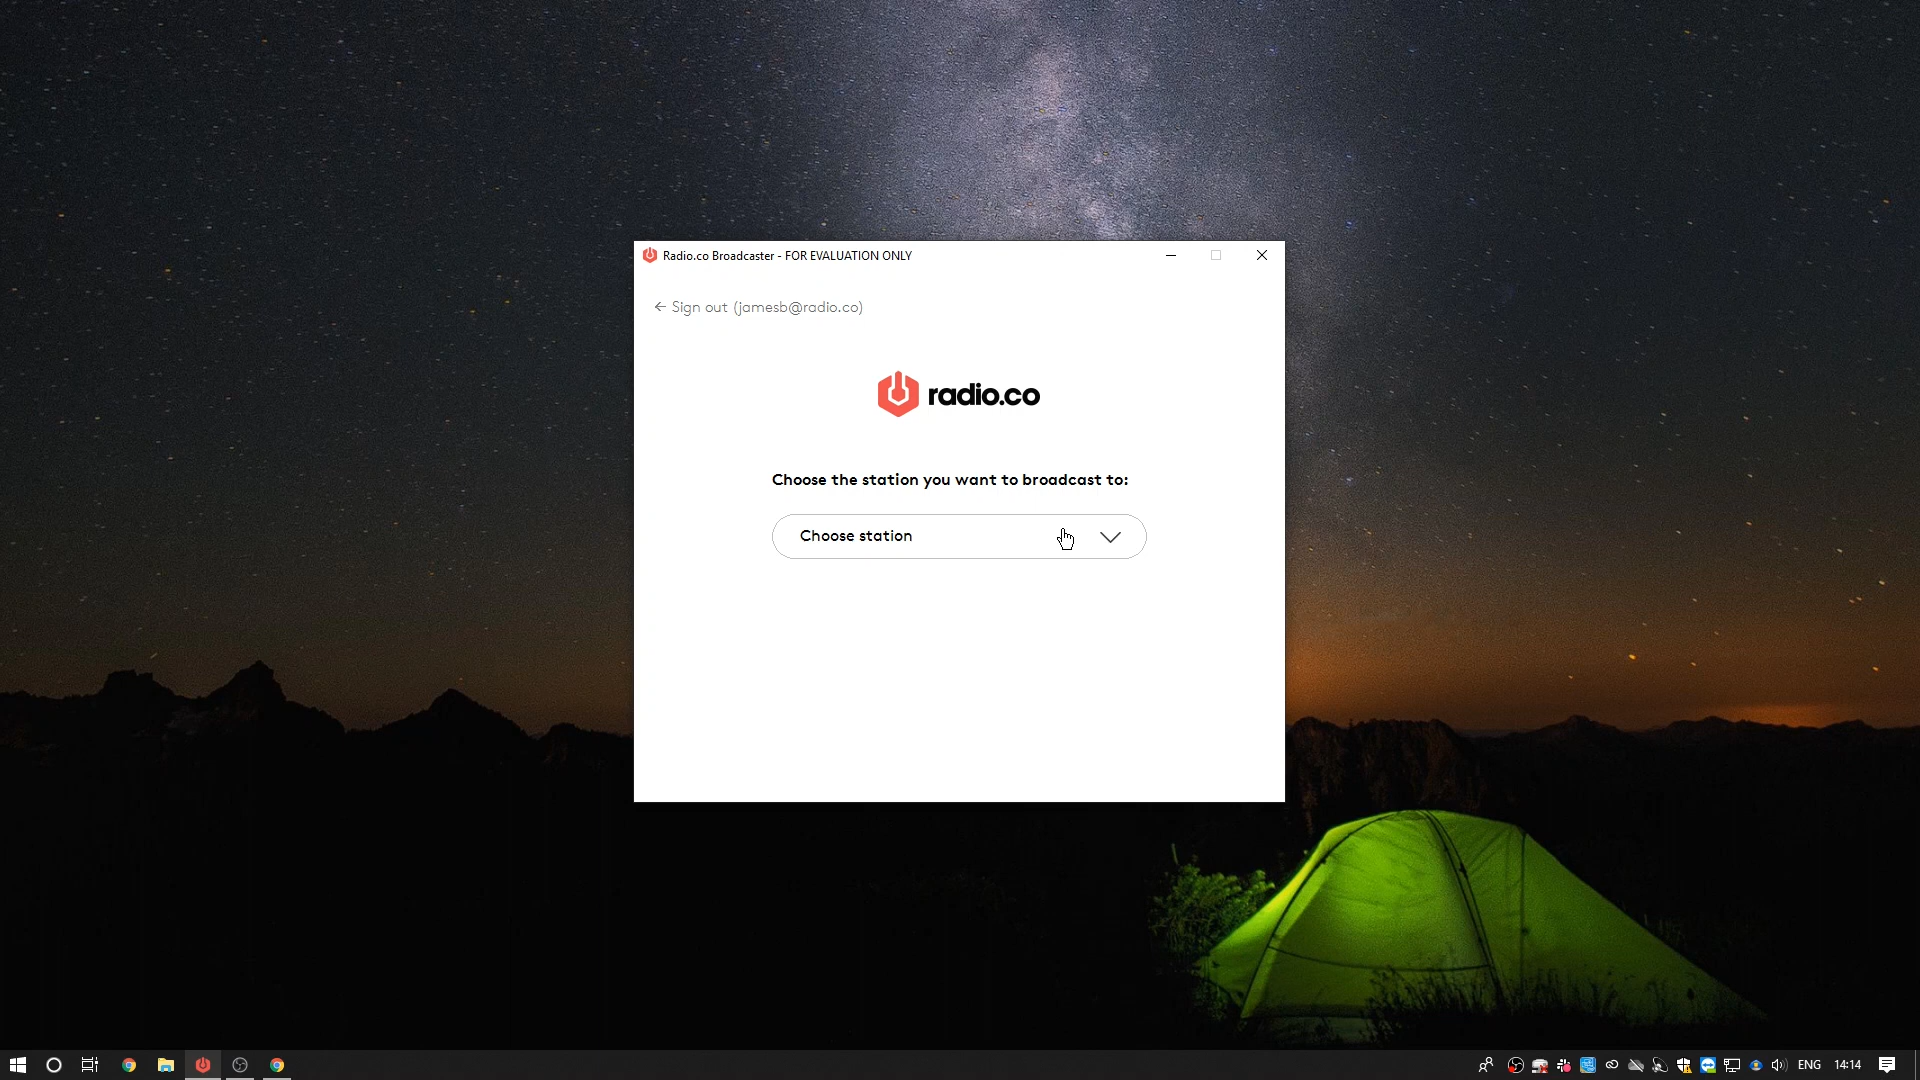 Radio.co Broadcaster - FOR EVALUATION ONLY
← Sign out (jamesb@radio.co)
radio.co
Choose the station you want to broadcast to:
Choose station
ENG 14:14